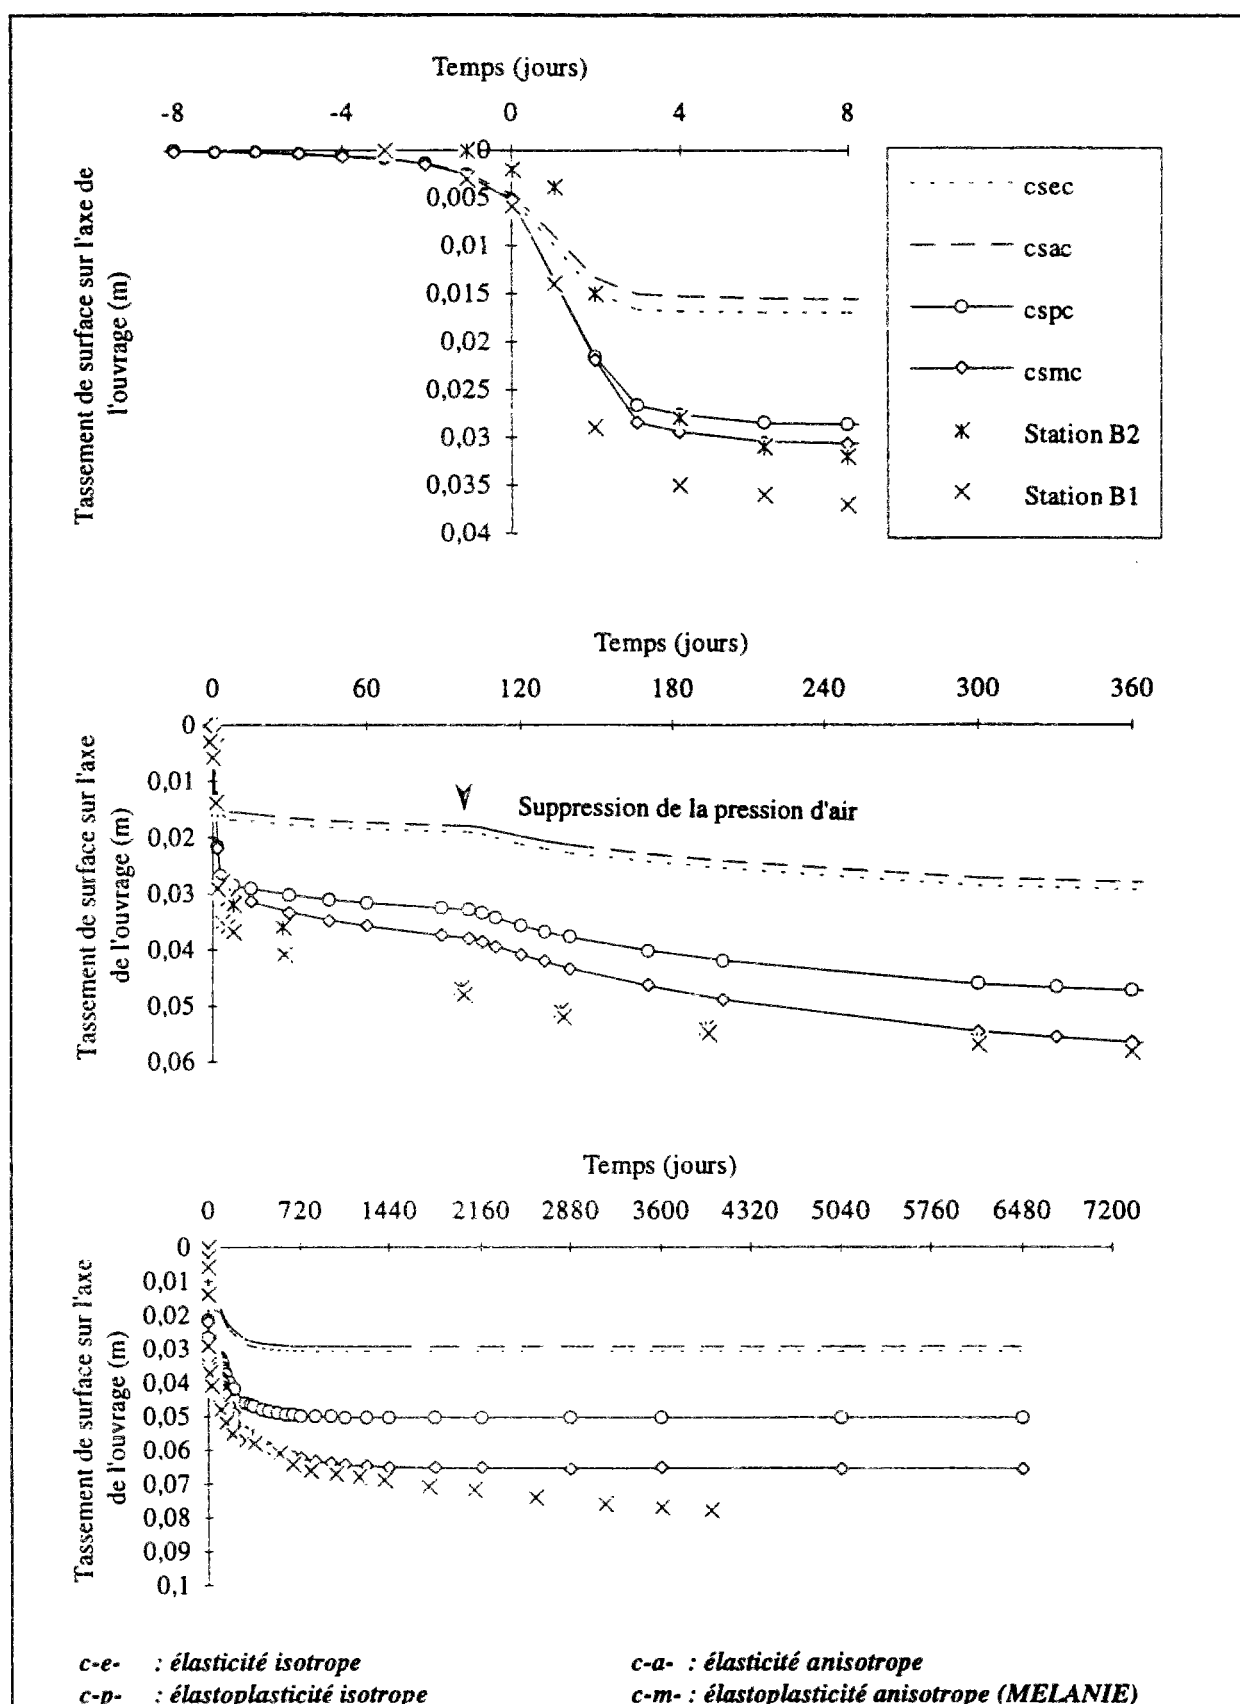 Temps (jours)
-8 -4 0 4 8
Tassement de surface sur l'axe de
l'ouvrage (m)
0
0,005
0,01
0,015
0,02
0,025
0,03
0,035
0,04
csec
csac
cspc
csmc
Station B2
Station B1
Temps (jours)
0 60 120 180 240 300 360
Tassement de surface sur l'axe
de l'ouvrage (m)
0
0,01
0,02
0,03
0,04
0,05
0,06
Suppression de la pression d'air
Temps (jours)
0 720 1440 2160 2880 3600 4320 5040 5760 6480 7200
Tassement de surface sur l'axe
de l'ouvrage (m)
0
0,01
0,02
0,03
0,04
0,05
0,06
0,07
0,08
0,09
0,1
c-e- : élasticité isotrope
c-a- : élasticité anisotrope
c-p- : élastoplasticité isotrope
c-m- : élastoplasticité anisotrope (MELANIE)